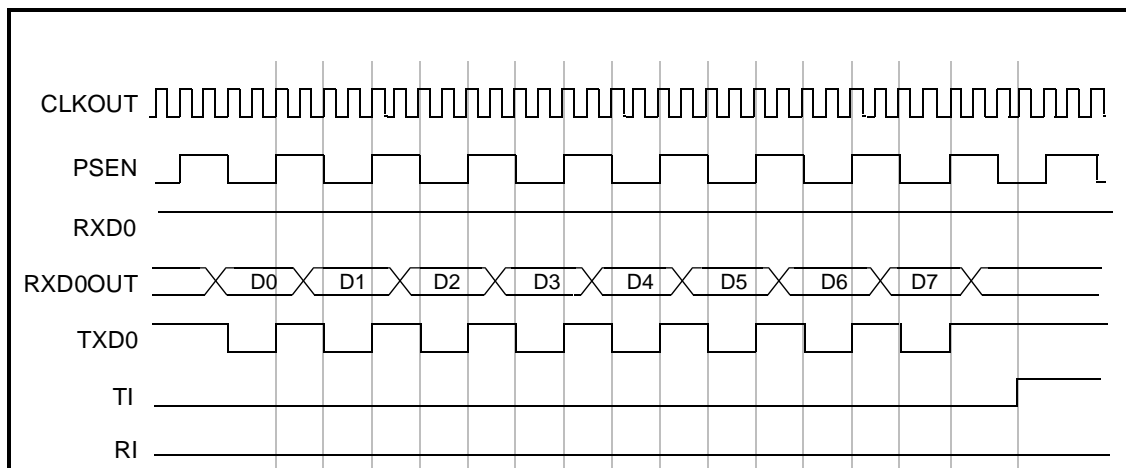 CLKOUT
PSEN
RXD0
RXD0OUT D0 D1 D2 D3 D4 D5 D6 D7
TXD0
TI
RI